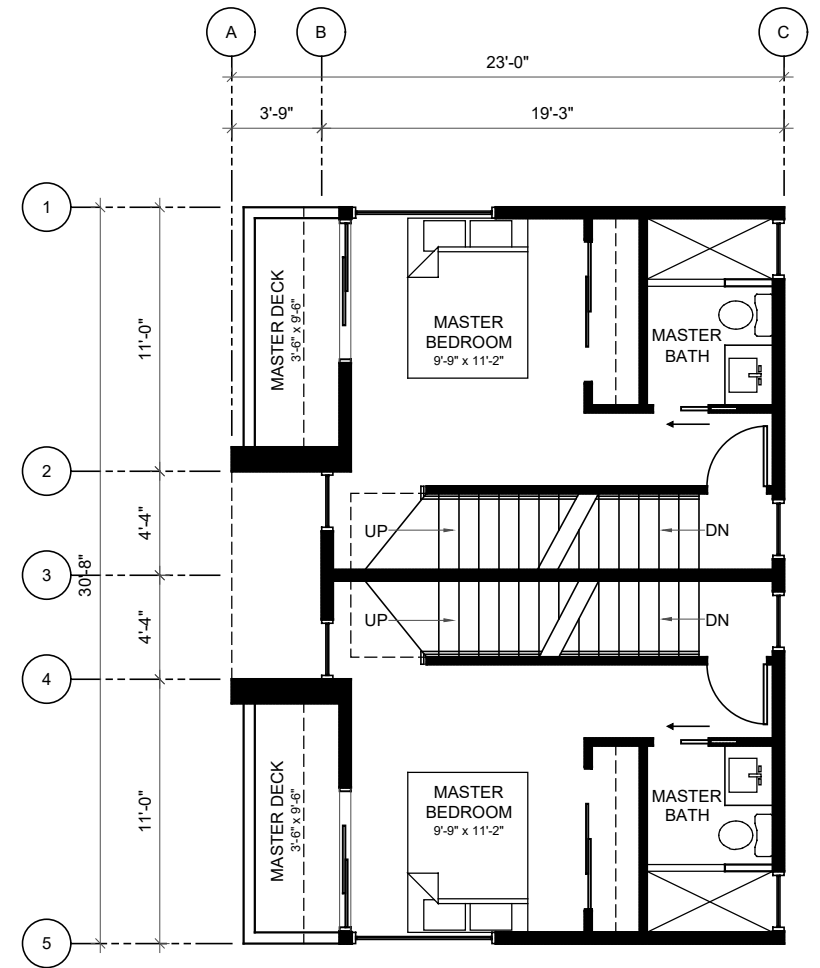 A
B
C
23'-0"
3'-9"
19'-3"
1
11'-0"
MASTER DECK
3'-6" x 9'-6"
MASTER
BEDROOM
9'-9" x 11'-2"
MASTER
BATH
2
4'-4"
UP
DN
3
30'-8"
4'-4"
UP
DN
4
11'-0"
MASTER DECK
3'-6" x 9'-6"
MASTER
BEDROOM
9'-9" x 11'-2"
MASTER
BATH
5